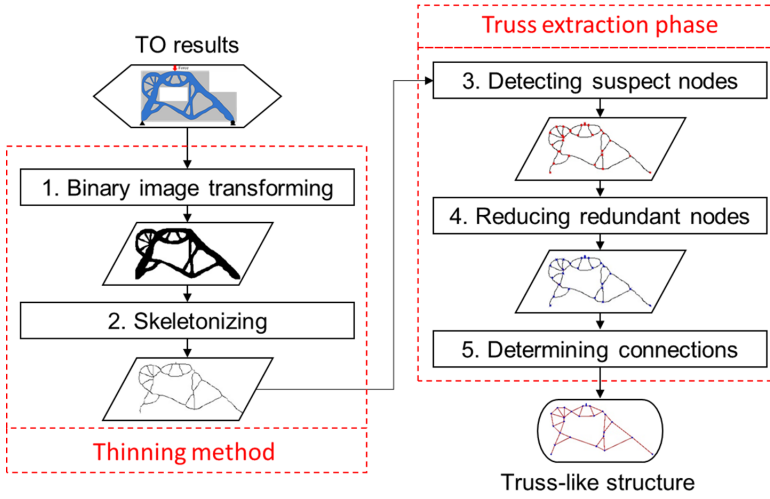 TO results
1. Binary image transforming
2. Skeletonizing
Thinning method
Truss extraction phase
3. Detecting suspect nodes
4. Reducing redundant nodes
5. Determining connections
Truss-like structure